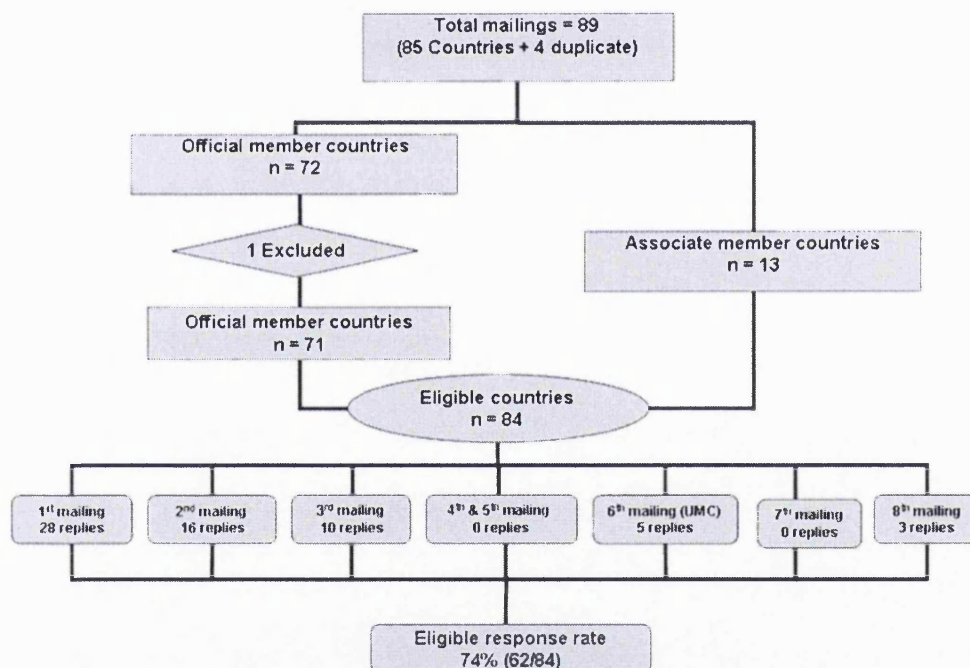 Total mailings = 89
(85 Countries + 4 duplicate)
Official member countries
n = 72
1 Excluded
Associate member countries
n = 13
Official member countries
n = 71
Eligible countries
n = 84
1st mailing
28 replies
2nd mailing
16 replies
3rd mailing
10 replies
4th & 5th mailing
0 replies
6th mailing (UMC)
5 replies
7th mailing
0 replies
8th mailing
3 replies
Eligible response rate
74% (62/84)